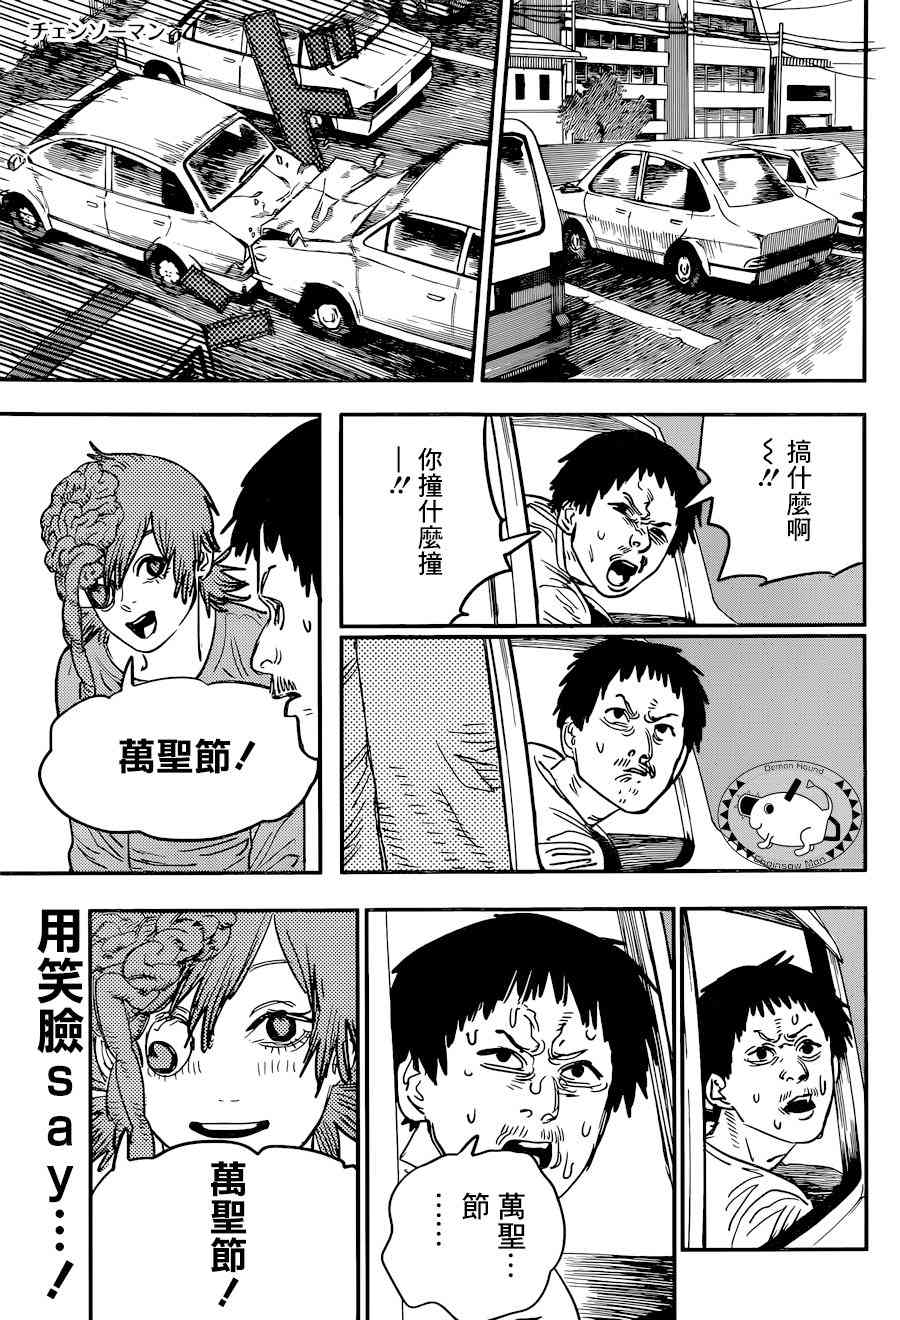 チェンソーマン
搞什麼啊
〜!!
你撞什麼撞
—!!
萬聖節!
Demon Hound
Chainsaw Man
萬聖…
節
……
萬聖節!
用笑臉say…!